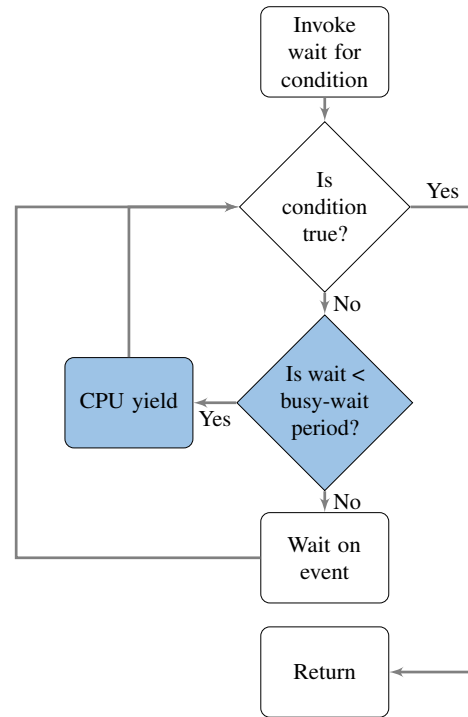 Invoke
wait for
condition
Is
condition
true?
Yes
No
Is wait <
busy-wait
period?
CPU yield
Yes
No
Wait on
event
Return